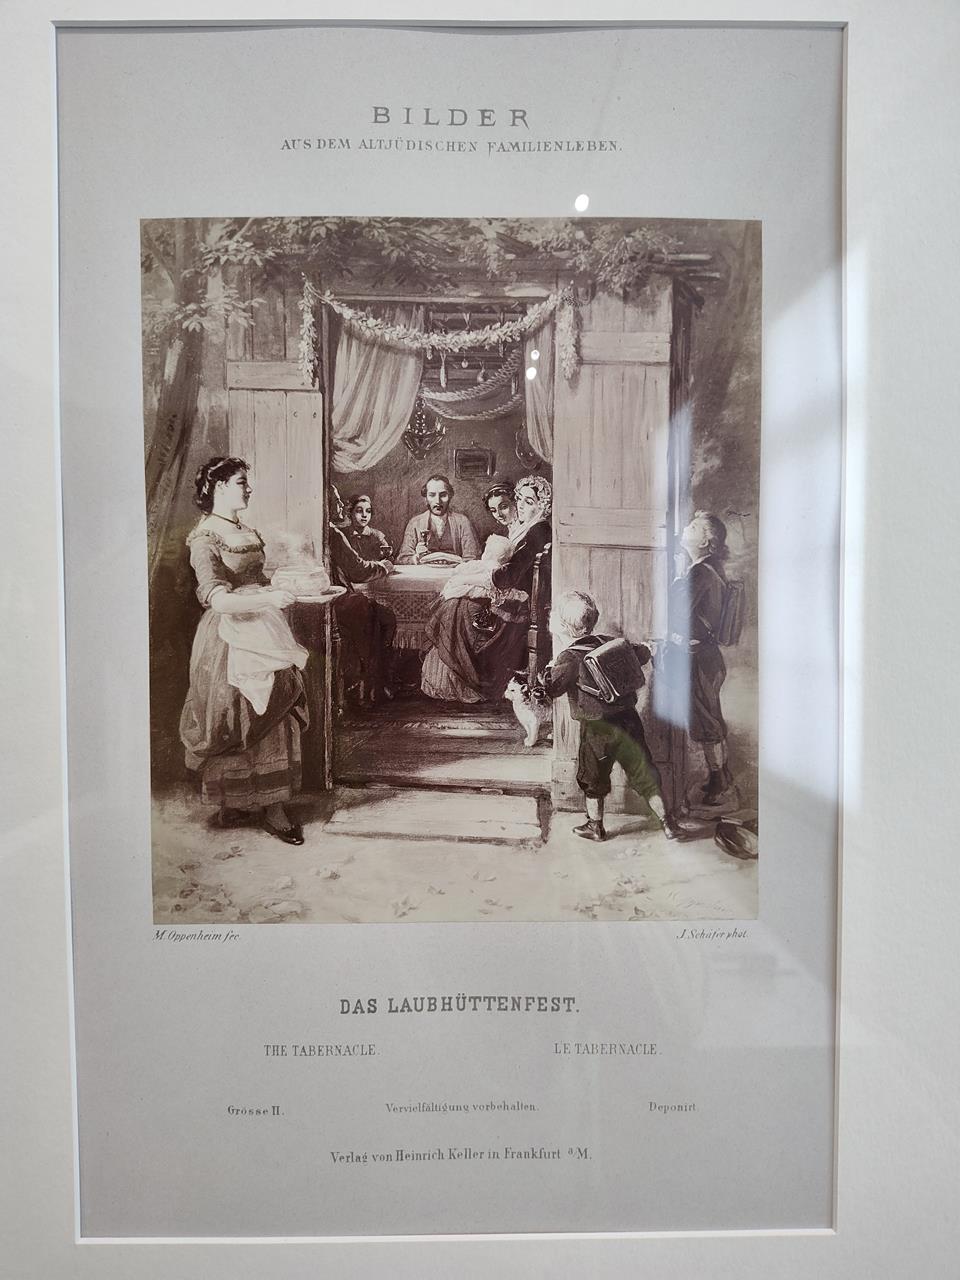 BILDER
AUS DEM ALTJÜDISCHEN FAMILIENLEBEN.
M. Oppenheim fec.
J. Schäfer phot.
DAS LAUBHÜTTENFEST.
THE TABERNACLE.
LE TABERNACLE.
Grösse II.
Vervielfältigung vorbehalten.
Deponirt.
Verlag von Heinrich Keller in Frankfurt a/M.